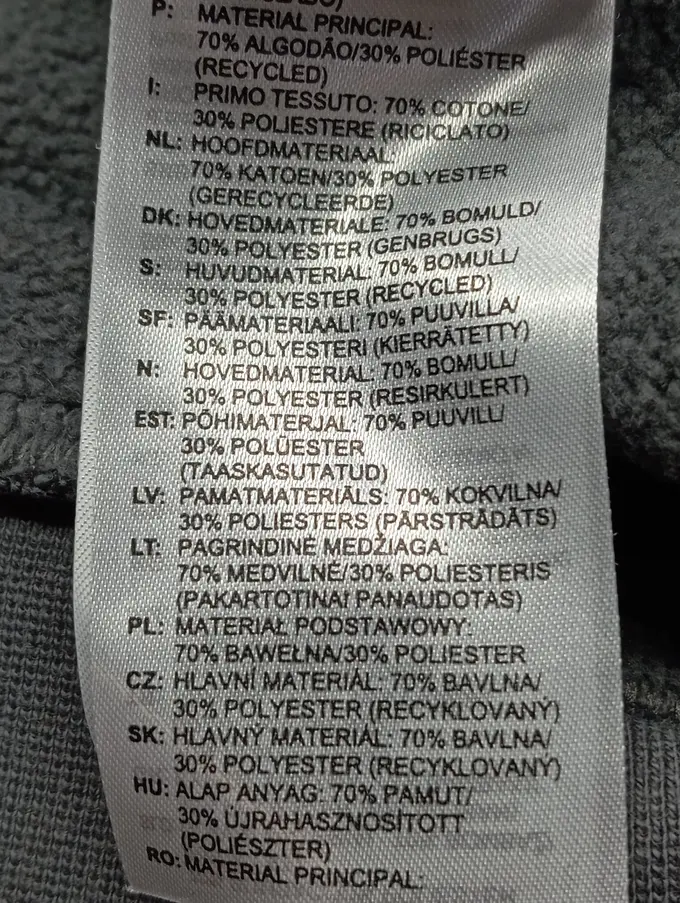 P: MATERIAL PRINCIPAL:
70% ALGODÃO/30% POLIÉSTER
(RECYCLED)
I: PRIMO TESSUTO: 70% COTONE/
30% POLIESTERE (RICICLATO)
NL: HOOFDMATERIAAL:
70% KATOEN/30% POLYESTER
(GERECYCLEERDE)
DK: HOVEDMATERIALE: 70% BOMULD/
30% POLYESTER (GENBRUGS)
S: HUVUDMATERIAL: 70% BOMULL/
30% POLYESTER (RECYCLED)
SF: PÄÄMATERIAALI: 70% PUUVILLA/
30% POLYESTERI (KIERRÄTETTY)
N: HOVEDMATERIAL: 70% BOMULL/
30% POLYESTER (RESIRKULERT)
EST: PÕHIMATERJAL: 70% PUUVILL/
30% POLÜESTER
(TAASKASUTATUD)
LV: PAMATMATERIĀLS: 70% KOKVILNA/
30% POLIESTERS (PĀRSTRĀDĀTS)
LT: PAGRINDINĖ MEDŽIAGA:
70% MEDVILNĖ/30% POLIESTERIS
(PAKARTOTINAI PANAUDOTAS)
PL: MATERIAŁ PODSTAWOWY:
70% BAWEŁNA/30% POLIESTER
CZ: HLAVNÍ MATERIÁL: 70% BAVLNA/
30% POLYESTER (RECYKLOVANÝ)
SK: HLAVNÝ MATERIÁL: 70% BAVLNA/
30% POLYESTER (RECYKLOVANÝ)
HU: ALAP ANYAG: 70% PAMUT/
30% ÚJRAHASZNOSÍTOTT
(POLIÉSZTER)
RO: MATERIAL PRINCIPAL: